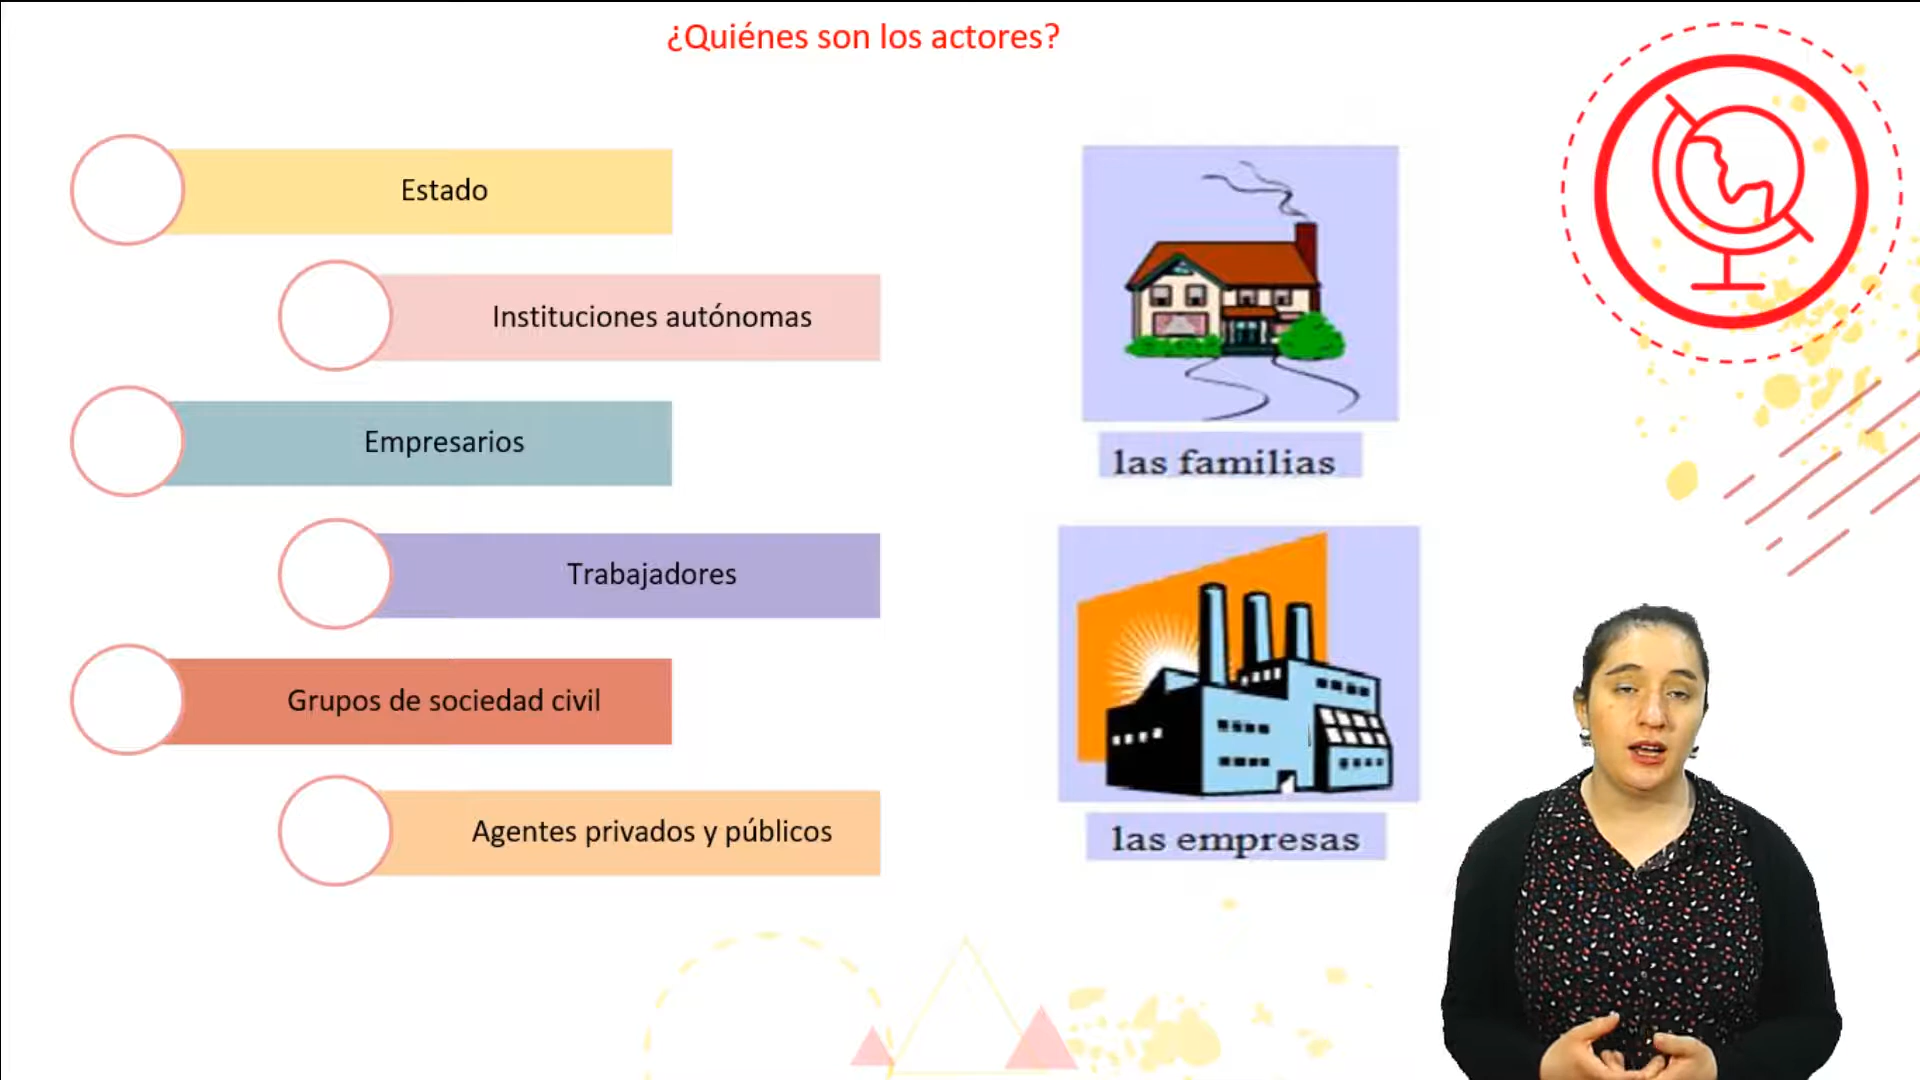 ¿Quiénes son los actores?
Estado
Instituciones autónomas
Empresarios
Trabajadores
Grupos de sociedad civil
Agentes privados y públicos
las familias
las empresas